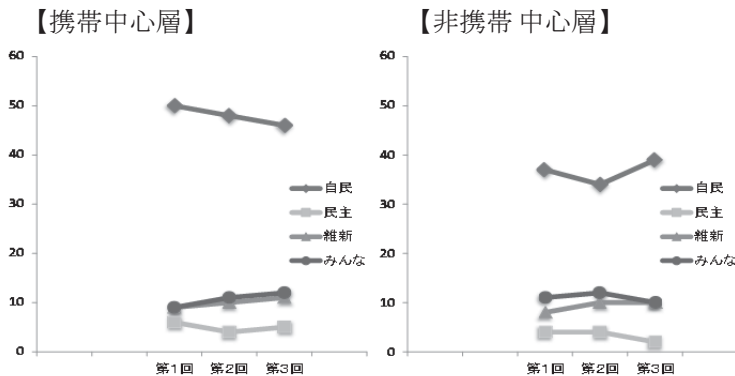 【携帯中心層】
60
50
40
30
20
10
0
第1回 第2回 第3回
自民
民主
維新
みんな
【非携帯 中心層】
60
50
40
30
20
10
0
第1回 第2回 第3回
自民
民主
維新
みんな